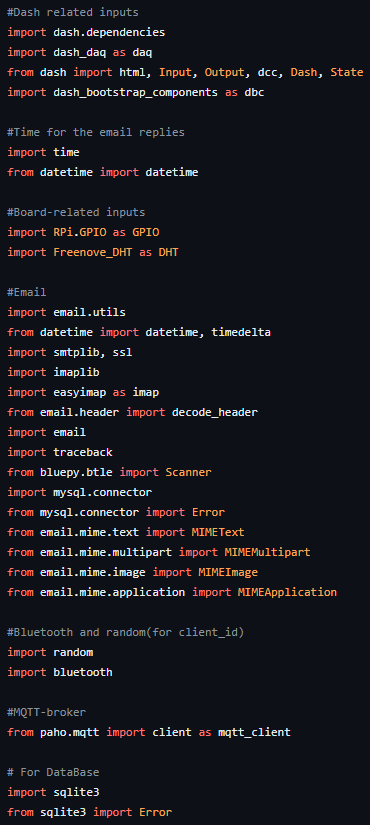 #Dash related inputs
import dash.dependencies
import dash_daq as daq
from dash import html, Input, Output, dcc, Dash, State
import dash_bootstrap_components as dbc
#Time for the email replies
import time
from datetime import datetime
#Board-related inputs
import RPi.GPIO as GPIO
import Freenove_DHT as DHT
#Email
import email.utils
from datetime import datetime, timedelta
import smtplib, ssl
import imaplib
import easyimap as imap
from email.header import decode_header
import email
import traceback
from bluepy.btle import Scanner
import mysql.connector
from mysql.connector import Error
from email.mime.text import MIMEText
from email.mime.multipart import MIMEMultipart
from email.mime.image import MIMEImage
from email.mime.application import MIMEApplication
#Bluetooth and random(for client_id)
import random
import bluetooth
#MQTT-broker
from paho.mqtt import client as mqtt_client
# For DataBase
import sqlite3
from sqlite3 import Error